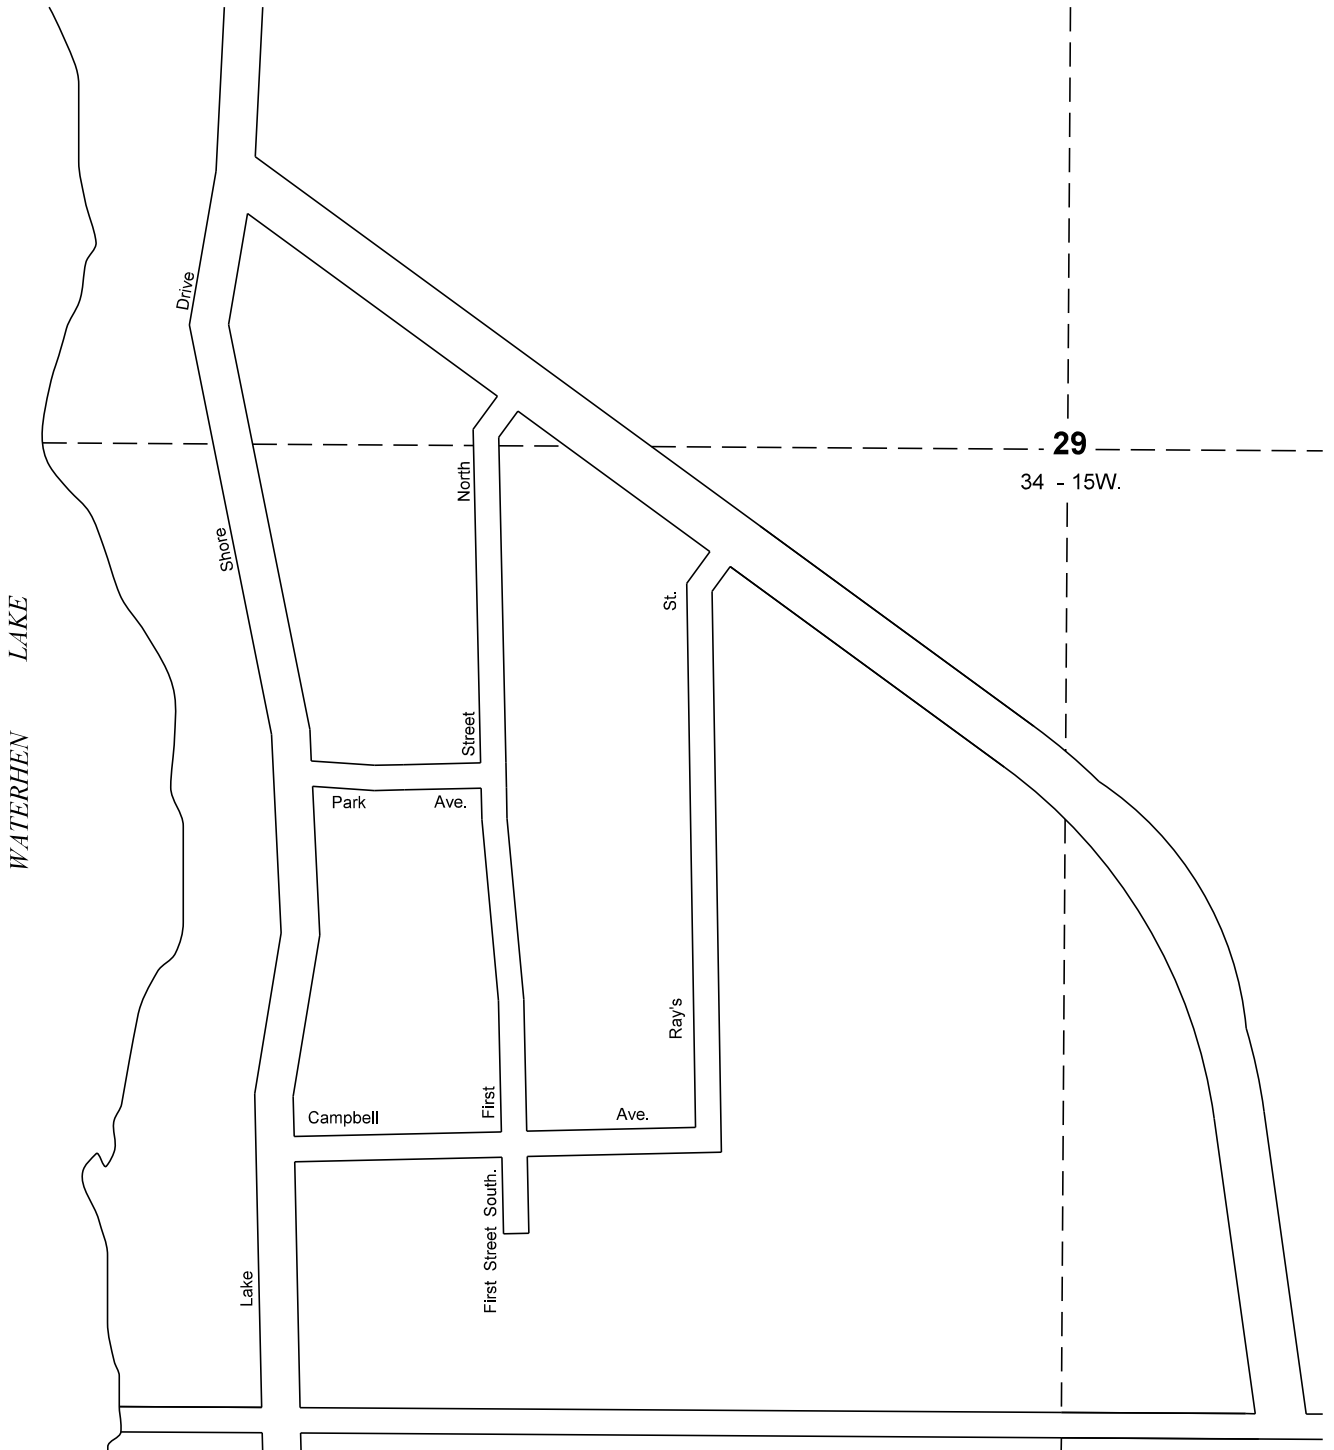 Drive
29
North
34 - 15W.
Shore
St.
WATERHEN LAKE
Street
Park Ave.
Ray's
First
Campbell Ave.
First Street South.
Lake